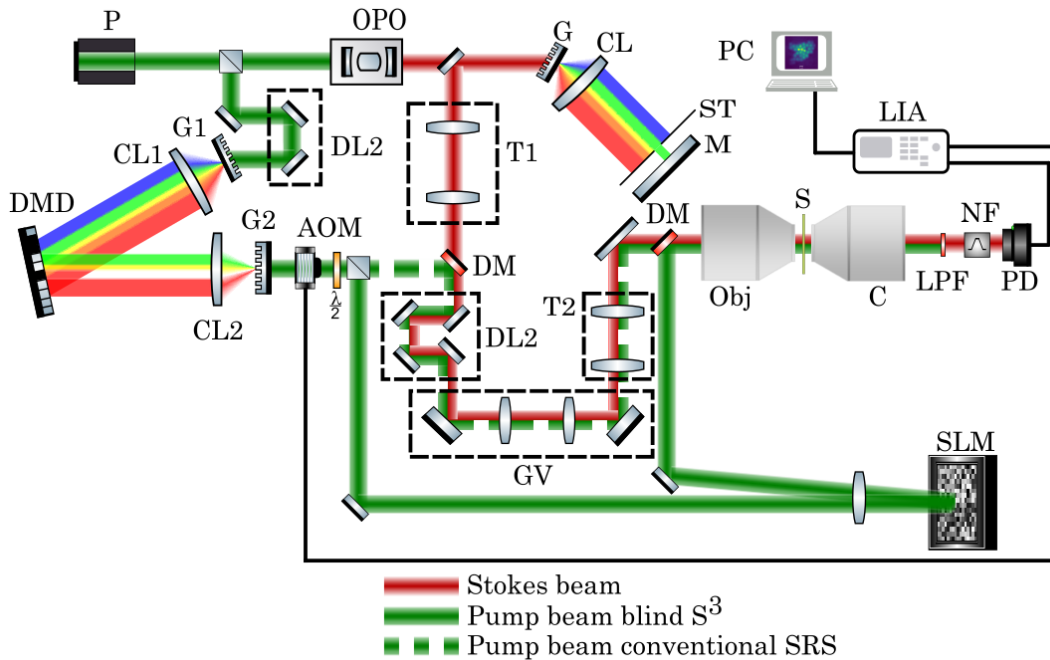 P
OPO
G
CL
PC
ST
LIA
G1
DL2
T1
M
CL1
DMD
G2
AOM
DM
S
NF
λ/2
DM
Obj
C
LPF
PD
CL2
DL2
T2
GV
SLM
Stokes beam
Pump beam blind S³
Pump beam conventional SRS